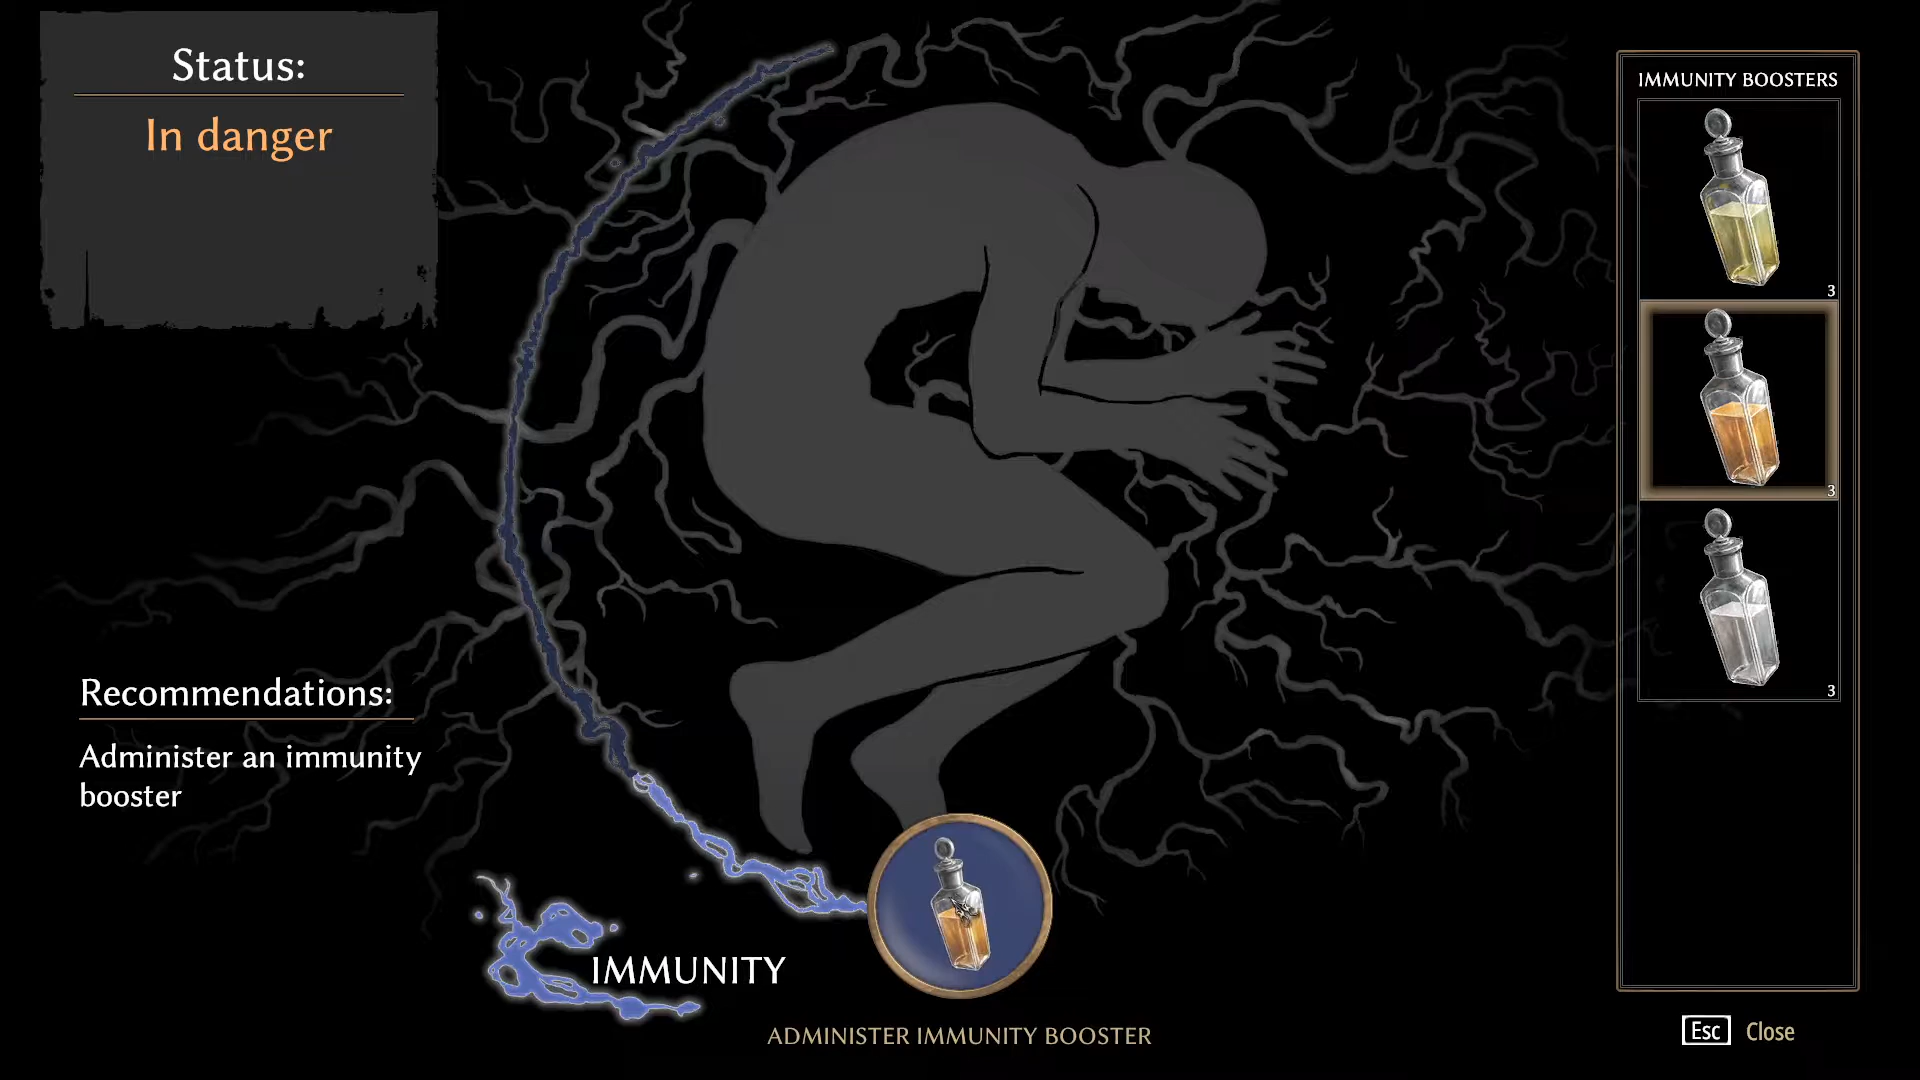 Status:
In danger
IMMUNITY BOOSTERS
3
3
3
Recommendations:
Administer an immunity
booster
IMMUNITY
ADMINISTER IMMUNITY BOOSTER
Esc Close